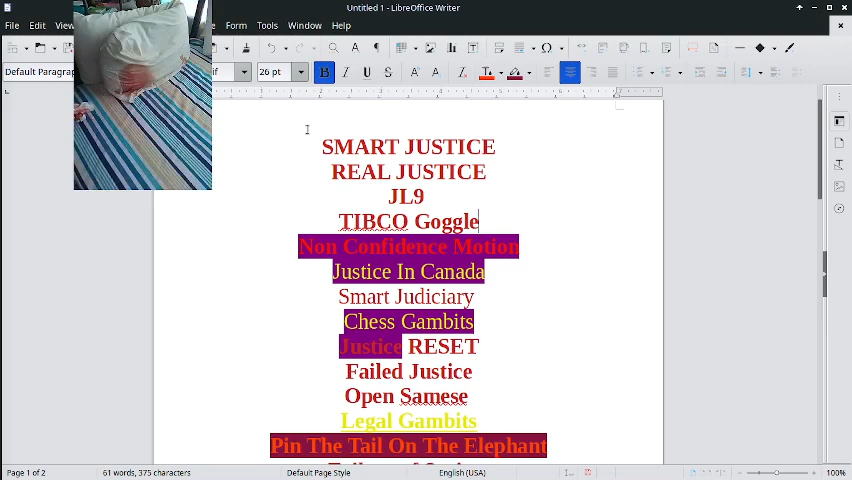 Untitled 1 - LibreOffice Writer
File Edit Form Tools Window Help
26 pt
Default
SMART JUSTICE
REAL JUSTICE
JL9
TIBCO Goggle
Non Confidence Motion
Justice In Canada
Smart Judiciary
Chess Gambits
Justice RESET
Failed Justice
Open Samese
Legal Gambits
Pin The Tail On The Elephant
Page 1 of 2 61 words, 375 characters Default Page Style English (USA) 100%